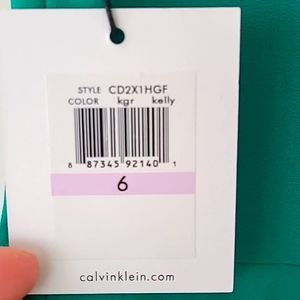 STYLE CD2X1HGF
COLOR kgr kelly
8 87345 92140 1
6
calvinklein.com